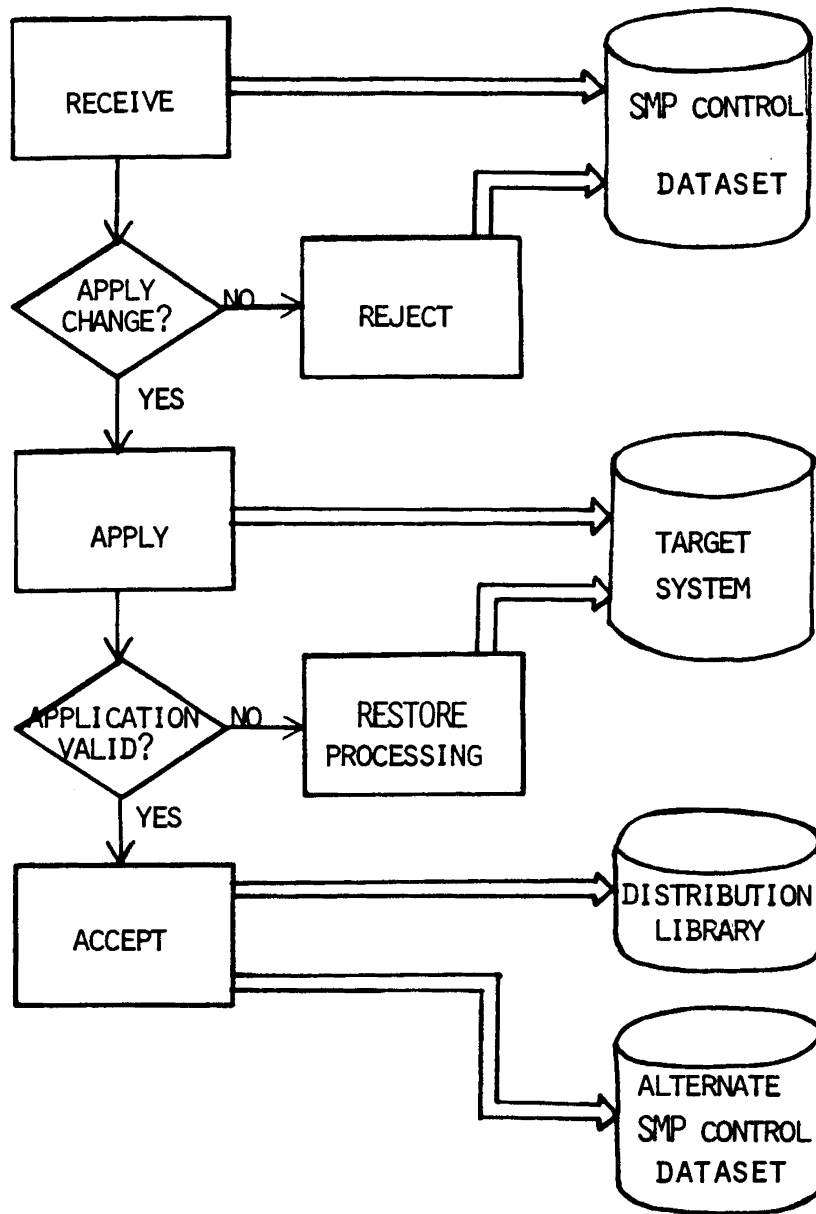 RECEIVE
SMP CONTROL
DATASET
APPLY
CHANGE?
NO
REJECT
YES
APPLY
TARGET
SYSTEM
APPLICATION
VALID?
NO
RESTORE
PROCESSING
YES
ACCEPT
DISTRIBUTION
LIBRARY
ALTERNATE
SMP CONTROL
DATASET